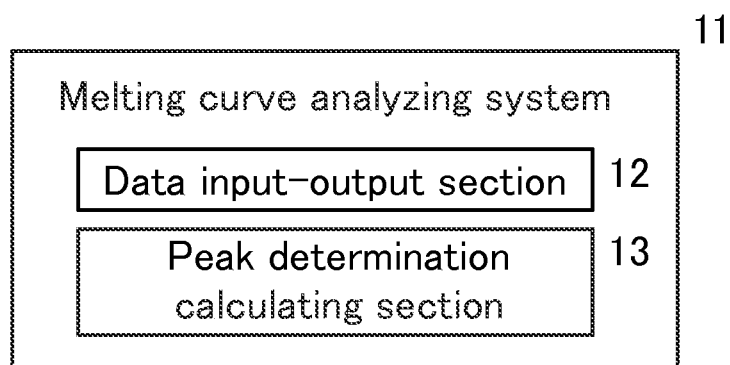 11
Melting curve analyzing system
Data input-output section 12
Peak determination 13
calculating section